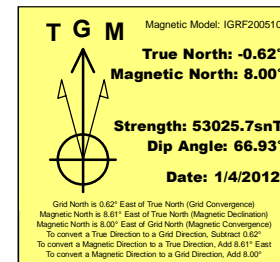 T G M
Magnetic Model: IGRF200510
True North: -0.62°
Magnetic North: 8.00°
Strength: 53025.7snT
Dip Angle: 66.93°
Date: 1/4/2012
Grid North is 0.62° East of True North (Grid Convergence)
Magnetic North is 8.61° East of True North (Magnetic Declination)
Magnetic North is 8.00° East of Grid North (Magnetic Convergence)
To convert a True Direction to a Grid Direction, Subtract 0.62°
To convert a Magnetic Direction to a True Direction, Add 8.61° East
To convert a Magnetic Direction to a Grid Direction, Add 8.00°